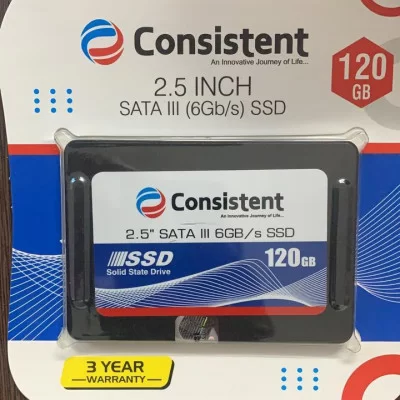 Consistent
An Innovative Journey of Life...
2.5 INCH
SATA III (6Gb/s) SSD
120
GB
Consistent
An Innovative Journey of Life...
2.5" SATA III 6GB/s SSD
SSD
Solid State Drive
120GB
3 YEAR
WARRANTY